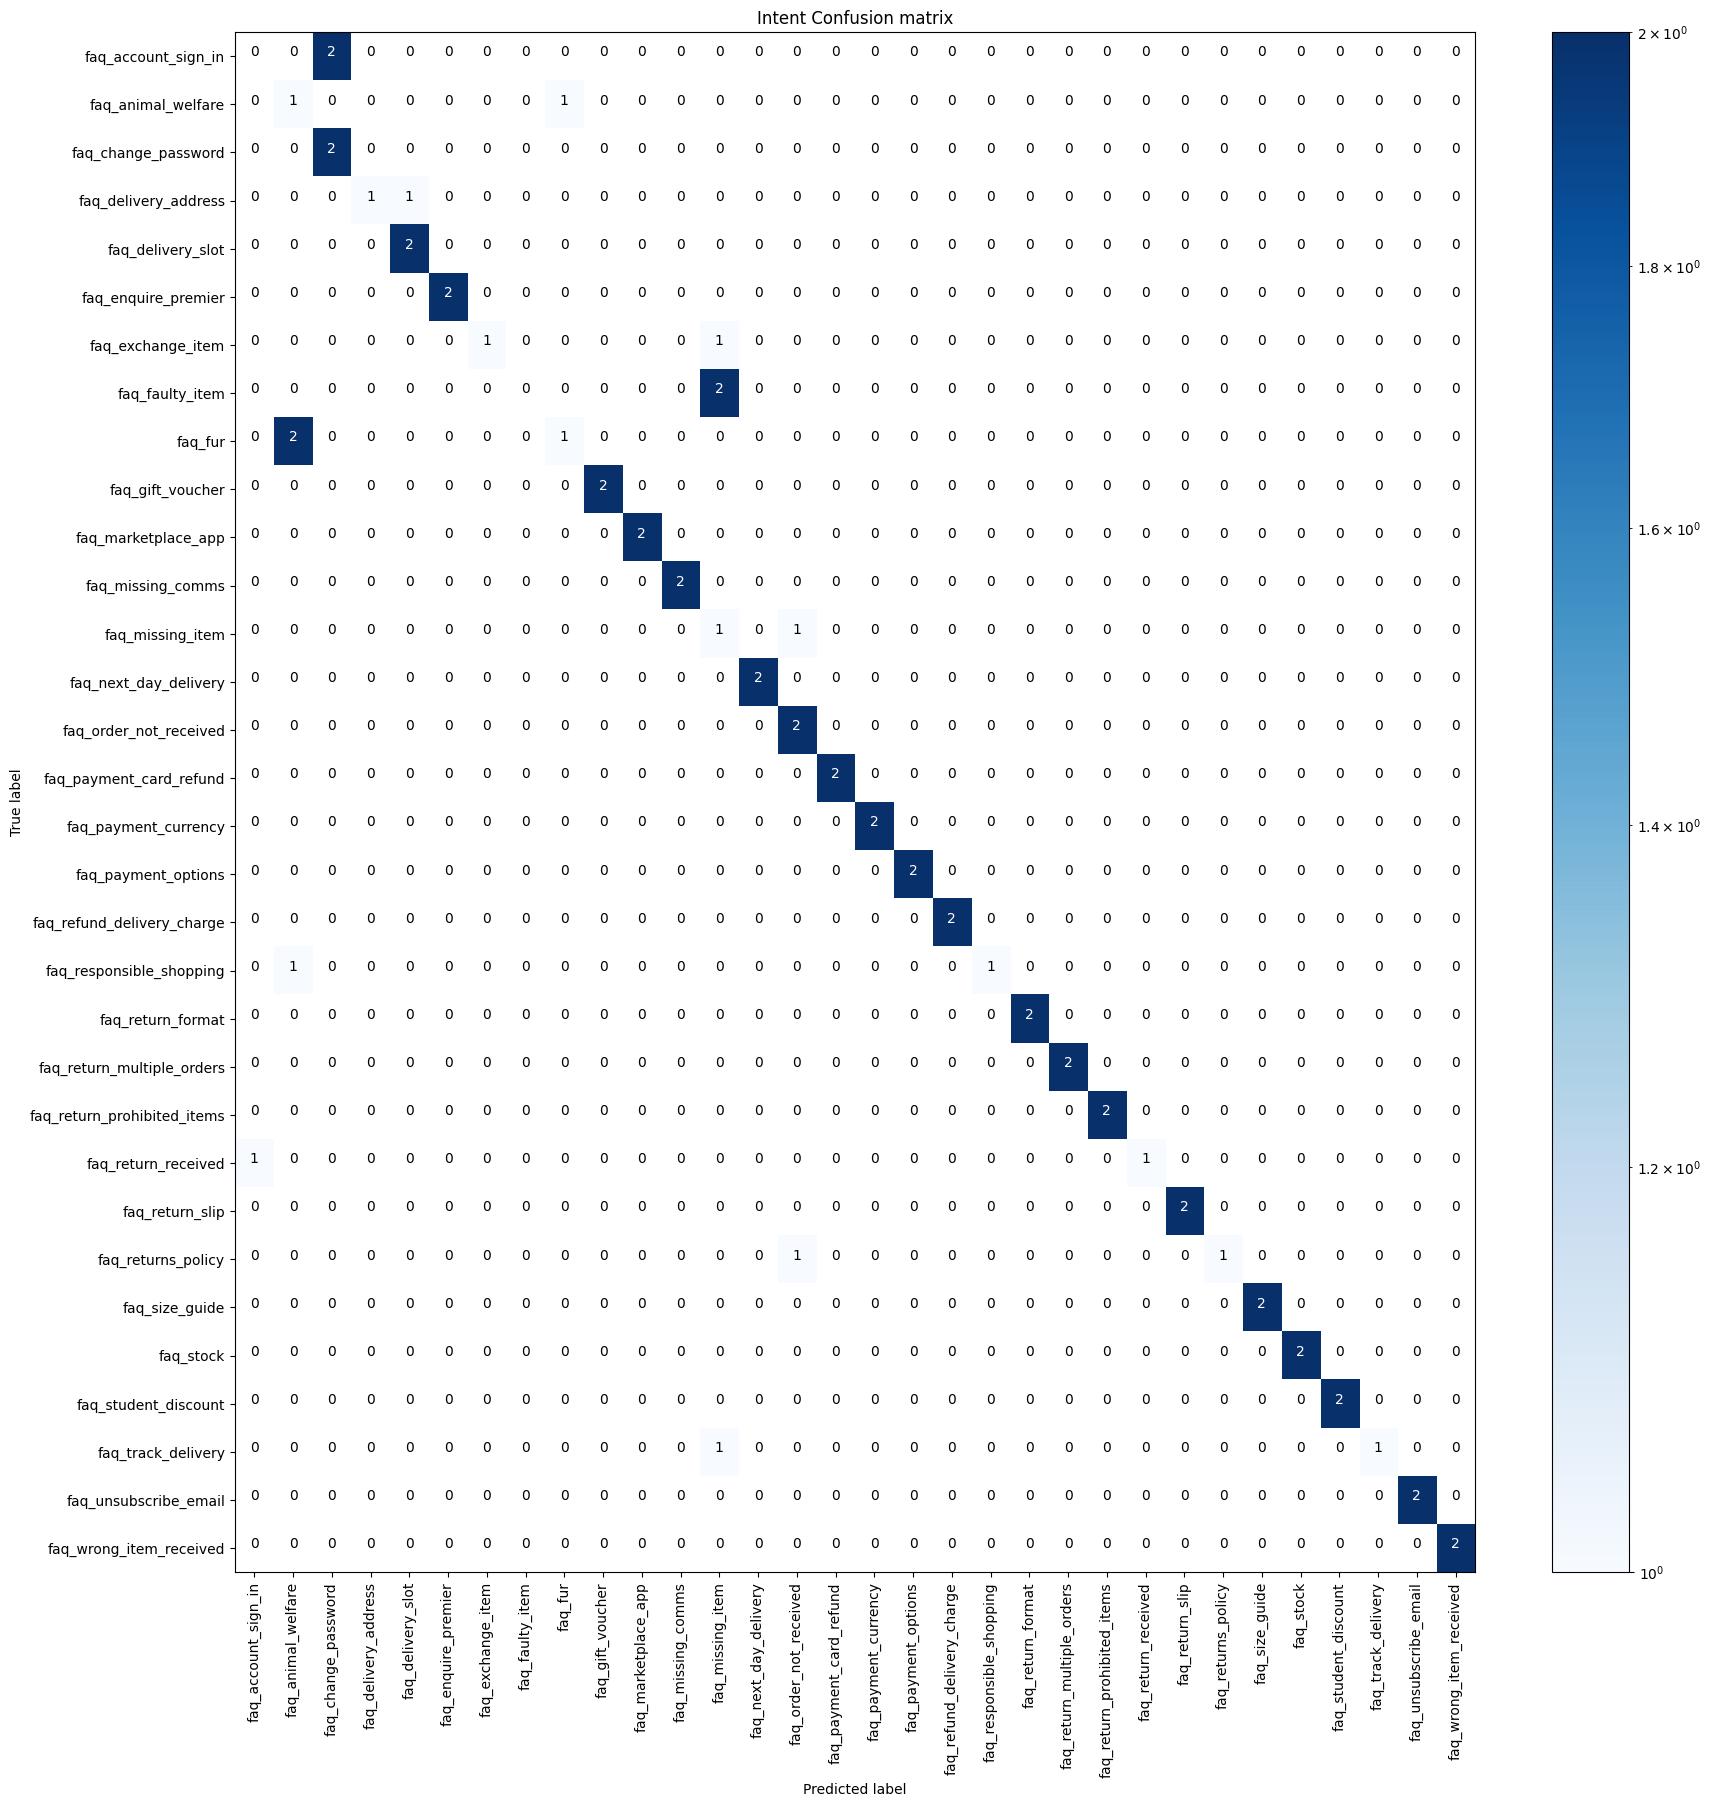 Intent Confusion matrix
faq_account_sign_in 0 0 2 0 0 0 0 0 0 0 0 0 0 0 0 0 0 0 0 0 0 0 0 0 0 0 0 0 0 0 0 0
faq_animal_welfare 0 1 0 0 0 0 0 0 1 0 0 0 0 0 0 0 0 0 0 0 0 0 0 0 0 0 0 0 0 0 0 0
faq_change_password 0 0 2 0 0 0 0 0 0 0 0 0 0 0 0 0 0 0 0 0 0 0 0 0 0 0 0 0 0 0 0 0
faq_delivery_address 0 0 0 1 1 0 0 0 0 0 0 0 0 0 0 0 0 0 0 0 0 0 0 0 0 0 0 0 0 0 0 0
faq_delivery_slot 0 0 0 0 2 0 0 0 0 0 0 0 0 0 0 0 0 0 0 0 0 0 0 0 0 0 0 0 0 0 0 0
faq_enquire_premier 0 0 0 0 0 2 0 0 0 0 0 0 0 0 0 0 0 0 0 0 0 0 0 0 0 0 0 0 0 0 0 0
faq_exchange_item 0 0 0 0 0 0 1 0 0 0 0 0 1 0 0 0 0 0 0 0 0 0 0 0 0 0 0 0 0 0 0 0
faq_faulty_item 0 0 0 0 0 0 0 0 0 0 0 0 2 0 0 0 0 0 0 0 0 0 0 0 0 0 0 0 0 0 0 0
faq_fur 0 2 0 0 0 0 0 0 1 0 0 0 0 0 0 0 0 0 0 0 0 0 0 0 0 0 0 0 0 0 0 0
faq_gift_voucher 0 0 0 0 0 0 0 0 0 2 0 0 0 0 0 0 0 0 0 0 0 0 0 0 0 0 0 0 0 0 0 0
faq_marketplace_app 0 0 0 0 0 0 0 0 0 0 2 0 0 0 0 0 0 0 0 0 0 0 0 0 0 0 0 0 0 0 0 0
faq_missing_comms 0 0 0 0 0 0 0 0 0 0 0 2 0 0 0 0 0 0 0 0 0 0 0 0 0 0 0 0 0 0 0 0
faq_missing_item 0 0 0 0 0 0 0 0 0 0 0 0 1 0 1 0 0 0 0 0 0 0 0 0 0 0 0 0 0 0 0 0
faq_next_day_delivery 0 0 0 0 0 0 0 0 0 0 0 0 0 2 0 0 0 0 0 0 0 0 0 0 0 0 0 0 0 0 0 0
faq_order_not_received 0 0 0 0 0 0 0 0 0 0 0 0 0 0 2 0 0 0 0 0 0 0 0 0 0 0 0 0 0 0 0 0
faq_payment_card_refund 0 0 0 0 0 0 0 0 0 0 0 0 0 0 0 2 0 0 0 0 0 0 0 0 0 0 0 0 0 0 0 0
faq_payment_currency 0 0 0 0 0 0 0 0 0 0 0 0 0 0 0 0 2 0 0 0 0 0 0 0 0 0 0 0 0 0 0 0
faq_payment_options 0 0 0 0 0 0 0 0 0 0 0 0 0 0 0 0 0 2 0 0 0 0 0 0 0 0 0 0 0 0 0 0
faq_refund_delivery_charge 0 0 0 0 0 0 0 0 0 0 0 0 0 0 0 0 0 0 2 0 0 0 0 0 0 0 0 0 0 0 0 0
faq_responsible_shopping 0 1 0 0 0 0 0 0 0 0 0 0 0 0 0 0 0 0 0 1 0 0 0 0 0 0 0 0 0 0 0 0
faq_return_format 0 0 0 0 0 0 0 0 0 0 0 0 0 0 0 0 0 0 0 0 2 0 0 0 0 0 0 0 0 0 0 0
faq_return_multiple_orders 0 0 0 0 0 0 0 0 0 0 0 0 0 0 0 0 0 0 0 0 0 2 0 0 0 0 0 0 0 0 0 0
faq_return_prohibited_items 0 0 0 0 0 0 0 0 0 0 0 0 0 0 0 0 0 0 0 0 0 0 2 0 0 0 0 0 0 0 0 0
faq_return_received 1 0 0 0 0 0 0 0 0 0 0 0 0 0 0 0 0 0 0 0 0 0 0 1 0 0 0 0 0 0 0 0
faq_return_slip 0 0 0 0 0 0 0 0 0 0 0 0 0 0 0 0 0 0 0 0 0 0 0 0 2 0 0 0 0 0 0 0
faq_returns_policy 0 0 0 0 0 0 0 0 0 0 0 0 0 0 1 0 0 0 0 0 0 0 0 0 0 1 0 0 0 0 0 0
faq_size_guide 0 0 0 0 0 0 0 0 0 0 0 0 0 0 0 0 0 0 0 0 0 0 0 0 0 0 2 0 0 0 0 0
faq_stock 0 0 0 0 0 0 0 0 0 0 0 0 0 0 0 0 0 0 0 0 0 0 0 0 0 0 0 2 0 0 0 0
faq_student_discount 0 0 0 0 0 0 0 0 0 0 0 0 0 0 0 0 0 0 0 0 0 0 0 0 0 0 0 0 2 0 0 0
faq_track_delivery 0 0 0 0 0 0 0 0 0 0 0 0 1 0 0 0 0 0 0 0 0 0 0 0 0 0 0 0 0 1 0 0
faq_unsubscribe_email 0 0 0 0 0 0 0 0 0 0 0 0 0 0 0 0 0 0 0 0 0 0 0 0 0 0 0 0 0 0 2 0
faq_wrong_item_received 0 0 0 0 0 0 0 0 0 0 0 0 0 0 0 0 0 0 0 0 0 0 0 0 0 0 0 0 0 0 0 2
True label
faq_account_sign_in
faq_animal_welfare
faq_change_password
faq_delivery_address
faq_delivery_slot
faq_enquire_premier
faq_exchange_item
faq_faulty_item
faq_fur
faq_gift_voucher
faq_marketplace_app
faq_missing_comms
faq_missing_item
faq_next_day_delivery
faq_order_not_received
faq_payment_card_refund
faq_payment_currency
faq_payment_options
faq_refund_delivery_charge
faq_responsible_shopping
faq_return_format
faq_return_multiple_orders
faq_return_prohibited_items
faq_return_received
faq_return_slip
faq_returns_policy
faq_size_guide
faq_stock
faq_student_discount
faq_track_delivery
faq_unsubscribe_email
faq_wrong_item_received
Predicted label
2 × 10⁰
1.8 × 10⁰
1.6 × 10⁰
1.4 × 10⁰
1.2 × 10⁰
10⁰